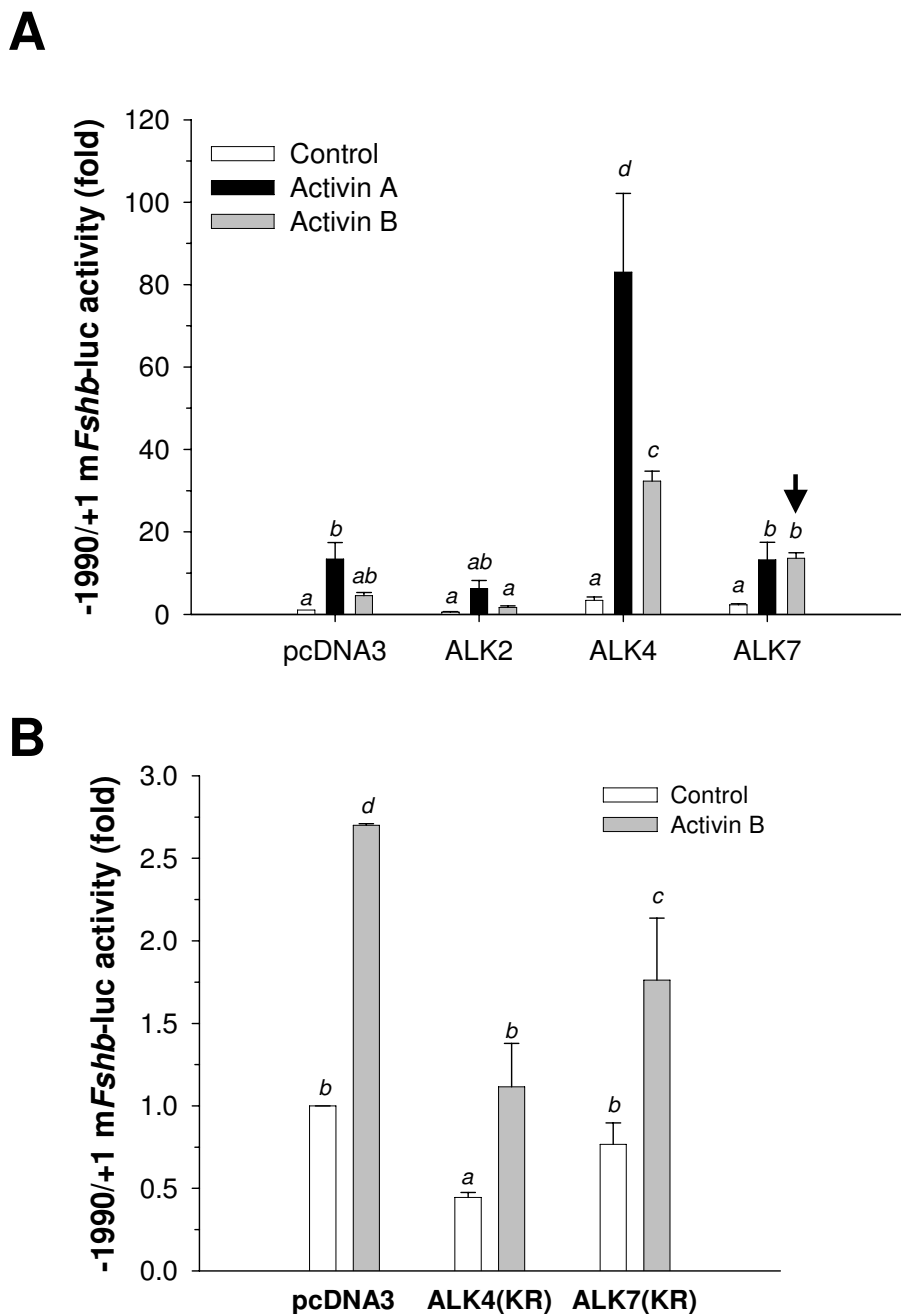 A
-1990/+1 mFshb-luc activity (fold)
120
100
80
60
40
20
0
Control
Activin A
Activin B
a
b
ab
a
ab
a
a
d
c
a
b
b
pcDNA3
ALK2
ALK4
ALK7
B
-1990/+1 mFshb-luc activity (fold)
3.0
2.5
2.0
1.5
1.0
0.5
0.0
Control
Activin B
b
d
a
b
b
c
pcDNA3
ALK4(KR)
ALK7(KR)